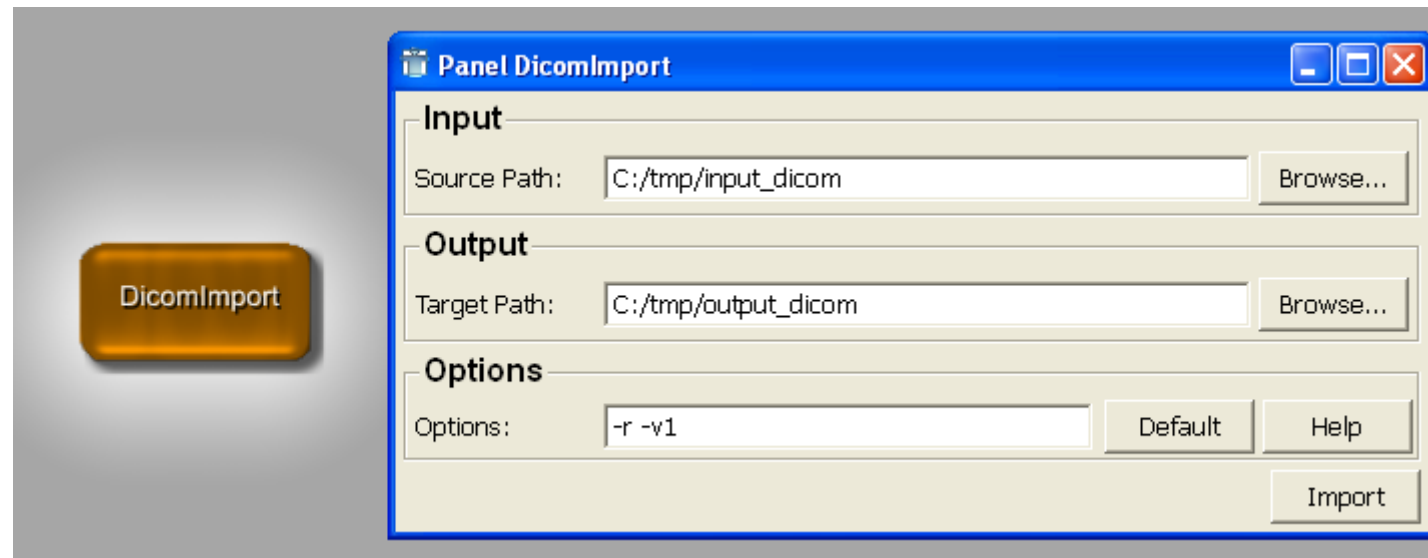 DicomImport
Panel DicomImport
Input
Source Path: C:/tmp/input_dicom Browse...
Output
Target Path: C:/tmp/output_dicom Browse...
Options
Options: -r -v1 Default Help
Import